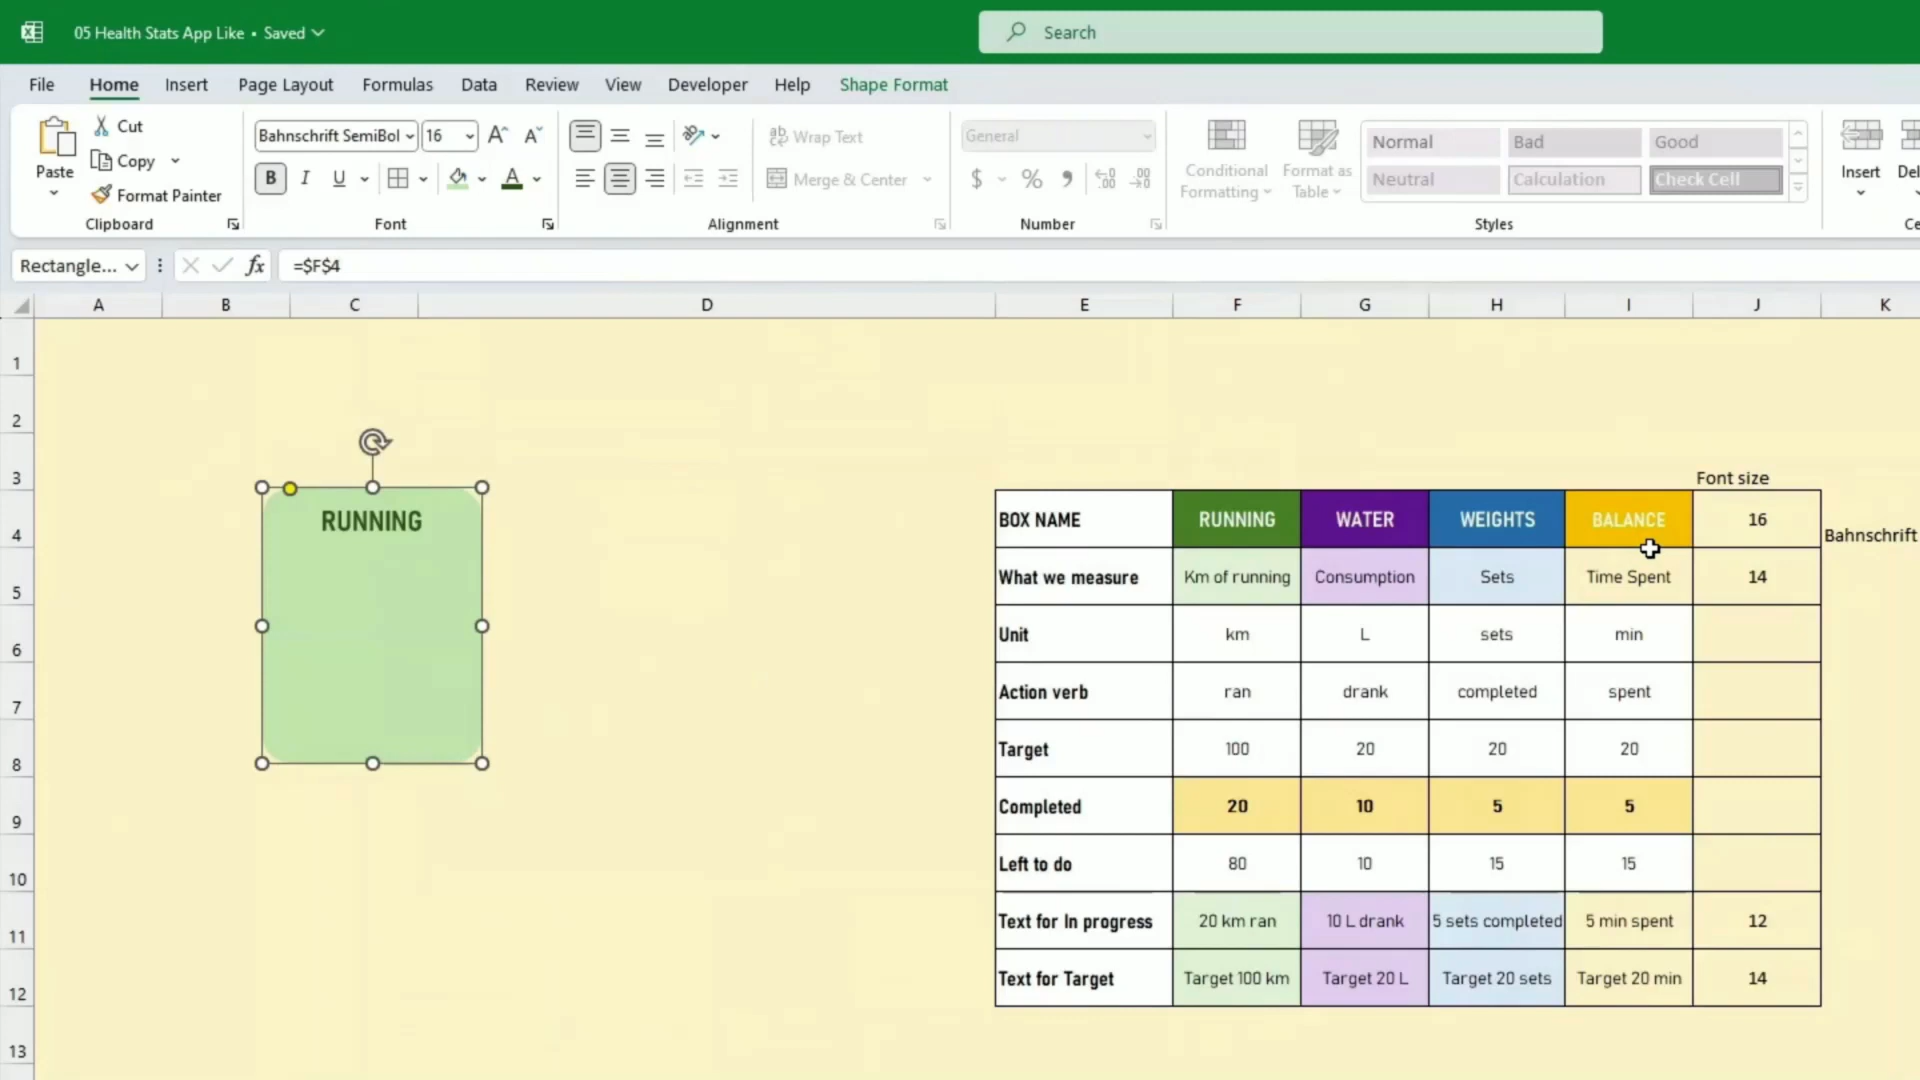 05 Health Stats App Like • Saved
Search
File Home Insert Page Layout Formulas Data Review View Developer Help Shape Format
Paste
Cut
Copy
Format Painter
Clipboard
Bahnschrift SemiBol 16
B I U
Font
Wrap Text
Merge & Center
Alignment
General
$ % 9
Number
Conditional Formatting
Format as Table
Normal Bad Good
Neutral Calculation Check Cell
Styles
Insert
Del
Ce
Rectangle... fx =$F$4
A B C D E F G H I J K
1
2
3 Font size
RUNNING
4 BOX NAME RUNNING WATER WEIGHTS BALANCE 16 Bahnschrift
5 What we measure Km of running Consumption Sets Time Spent 14
6 Unit km L sets min
7 Action verb ran drank completed spent
8 Target 100 20 20 20
9 Completed 20 10 5 5
10 Left to do 80 10 15 15
11 Text for In progress 20 km ran 10 L drank 5 sets completed 5 min spent 12
12 Text for Target Target 100 km Target 20 L Target 20 sets Target 20 min 14
13